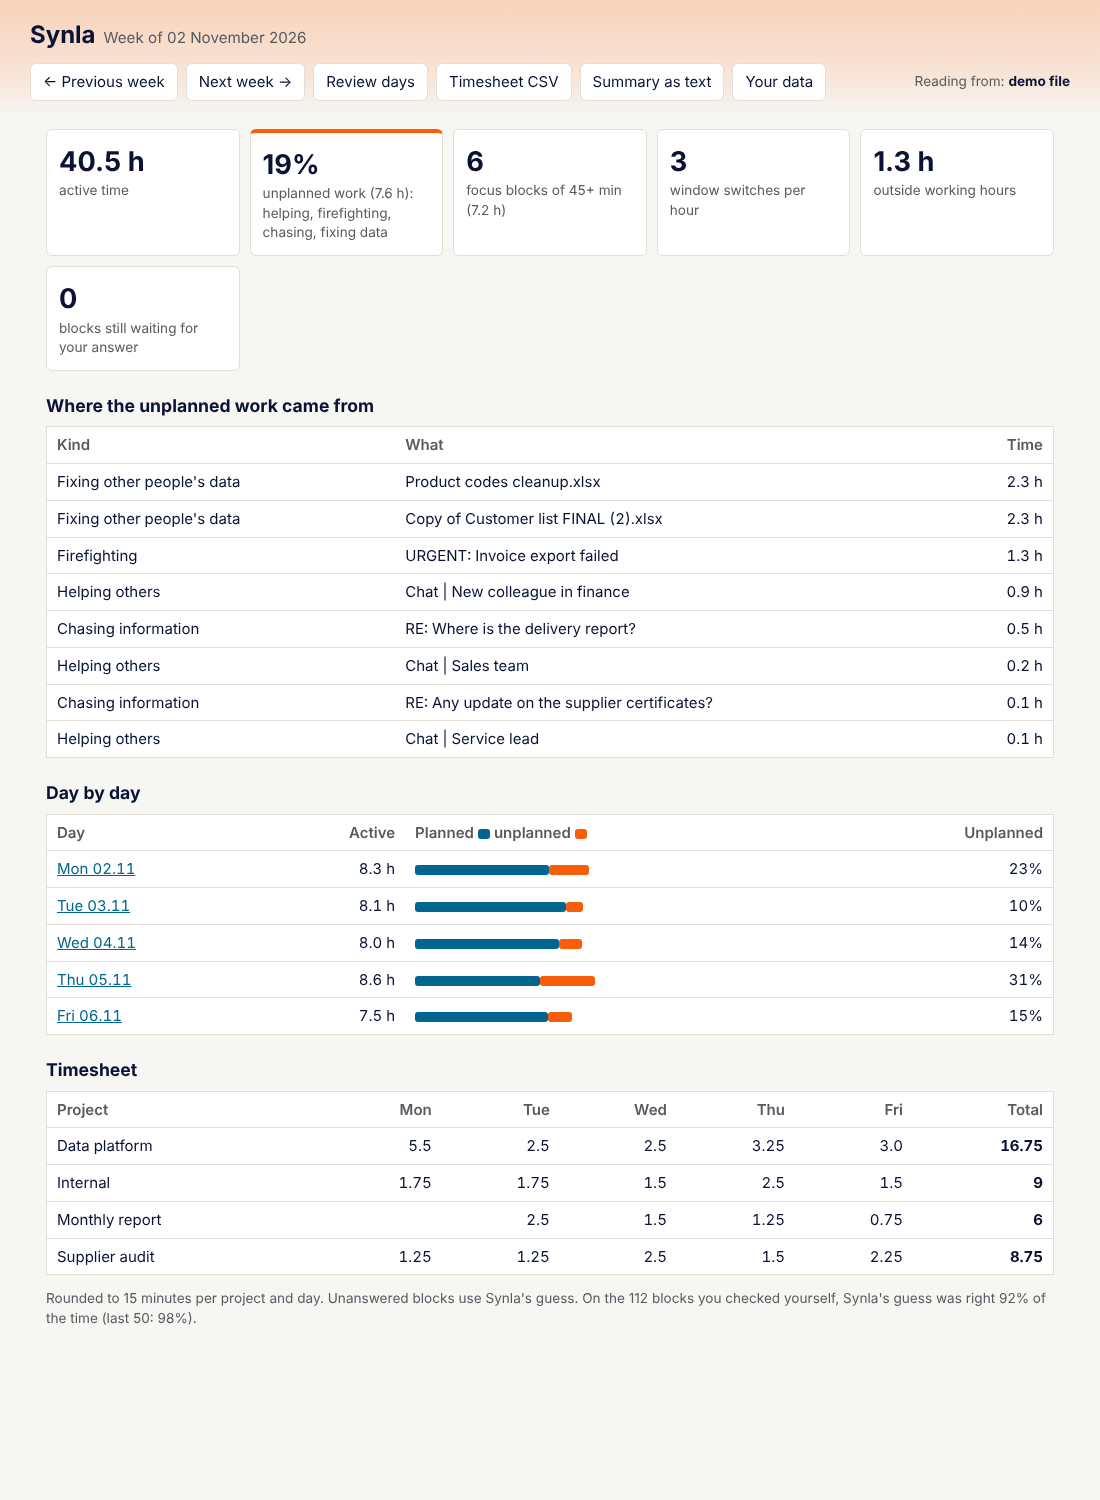 Synla Week of 02 November 2026
← Previous week Next week → Review days Timesheet CSV Summary as text Your data Reading from: demo file
40.5 h
active time
19%
unplanned work (7.6 h):
helping, firefighting,
chasing, fixing data
6
focus blocks of 45+ min
(7.2 h)
3
window switches per
hour
1.3 h
outside working hours
0
blocks still waiting for
your answer
Where the unplanned work came from
Kind What Time
Fixing other people's data Product codes cleanup.xlsx 2.3 h
Fixing other people's data Copy of Customer list FINAL (2).xlsx 2.3 h
Firefighting URGENT: Invoice export failed 1.3 h
Helping others Chat | New colleague in finance 0.9 h
Chasing information RE: Where is the delivery report? 0.5 h
Helping others Chat | Sales team 0.2 h
Chasing information RE: Any update on the supplier certificates? 0.1 h
Helping others Chat | Service lead 0.1 h
Day by day
Day Active Planned unplanned Unplanned
Mon 02.11 8.3 h 23%
Tue 03.11 8.1 h 10%
Wed 04.11 8.0 h 14%
Thu 05.11 8.6 h 31%
Fri 06.11 7.5 h 15%
Timesheet
Project Mon Tue Wed Thu Fri Total
Data platform 5.5 2.5 2.5 3.25 3.0 16.75
Internal 1.75 1.75 1.5 2.5 1.5 9
Monthly report 2.5 1.5 1.25 0.75 6
Supplier audit 1.25 1.25 2.5 1.5 2.25 8.75
Rounded to 15 minutes per project and day. Unanswered blocks use Synla's guess. On the 112 blocks you checked yourself, Synla's guess was right 92% of
the time (last 50: 98%).